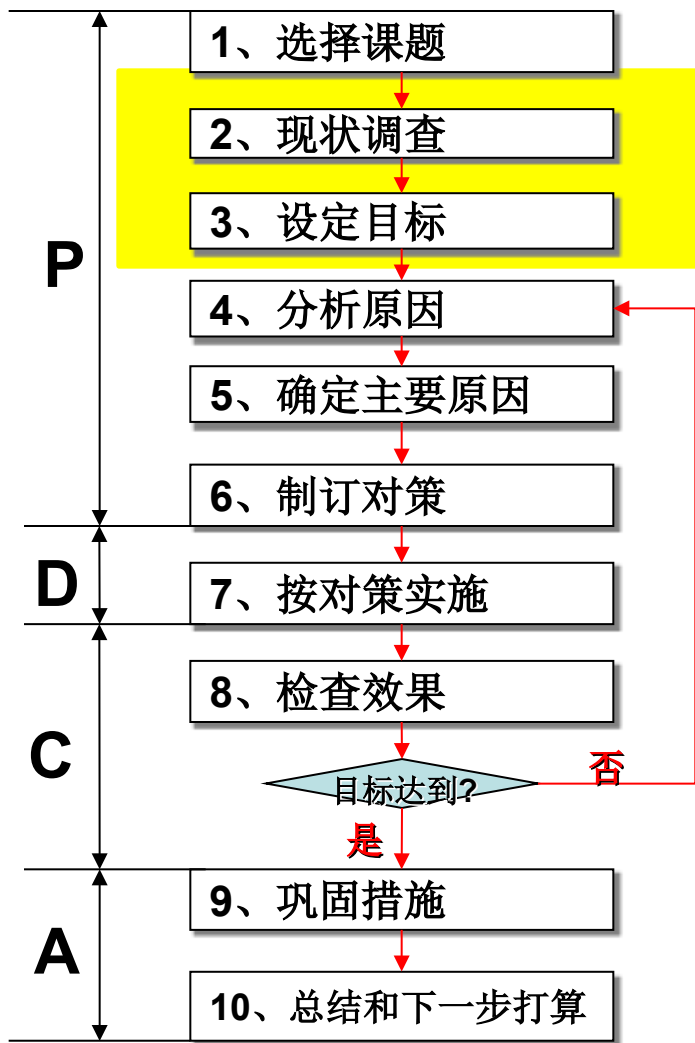 1、选择课题
2、现状调查
3、设定目标
P
4、分析原因
5、确定主要原因
6、制订对策
D
7、按对策实施
8、检查效果
C
目标达到?
否
是
9、巩固措施
A
10、总结和下一步打算